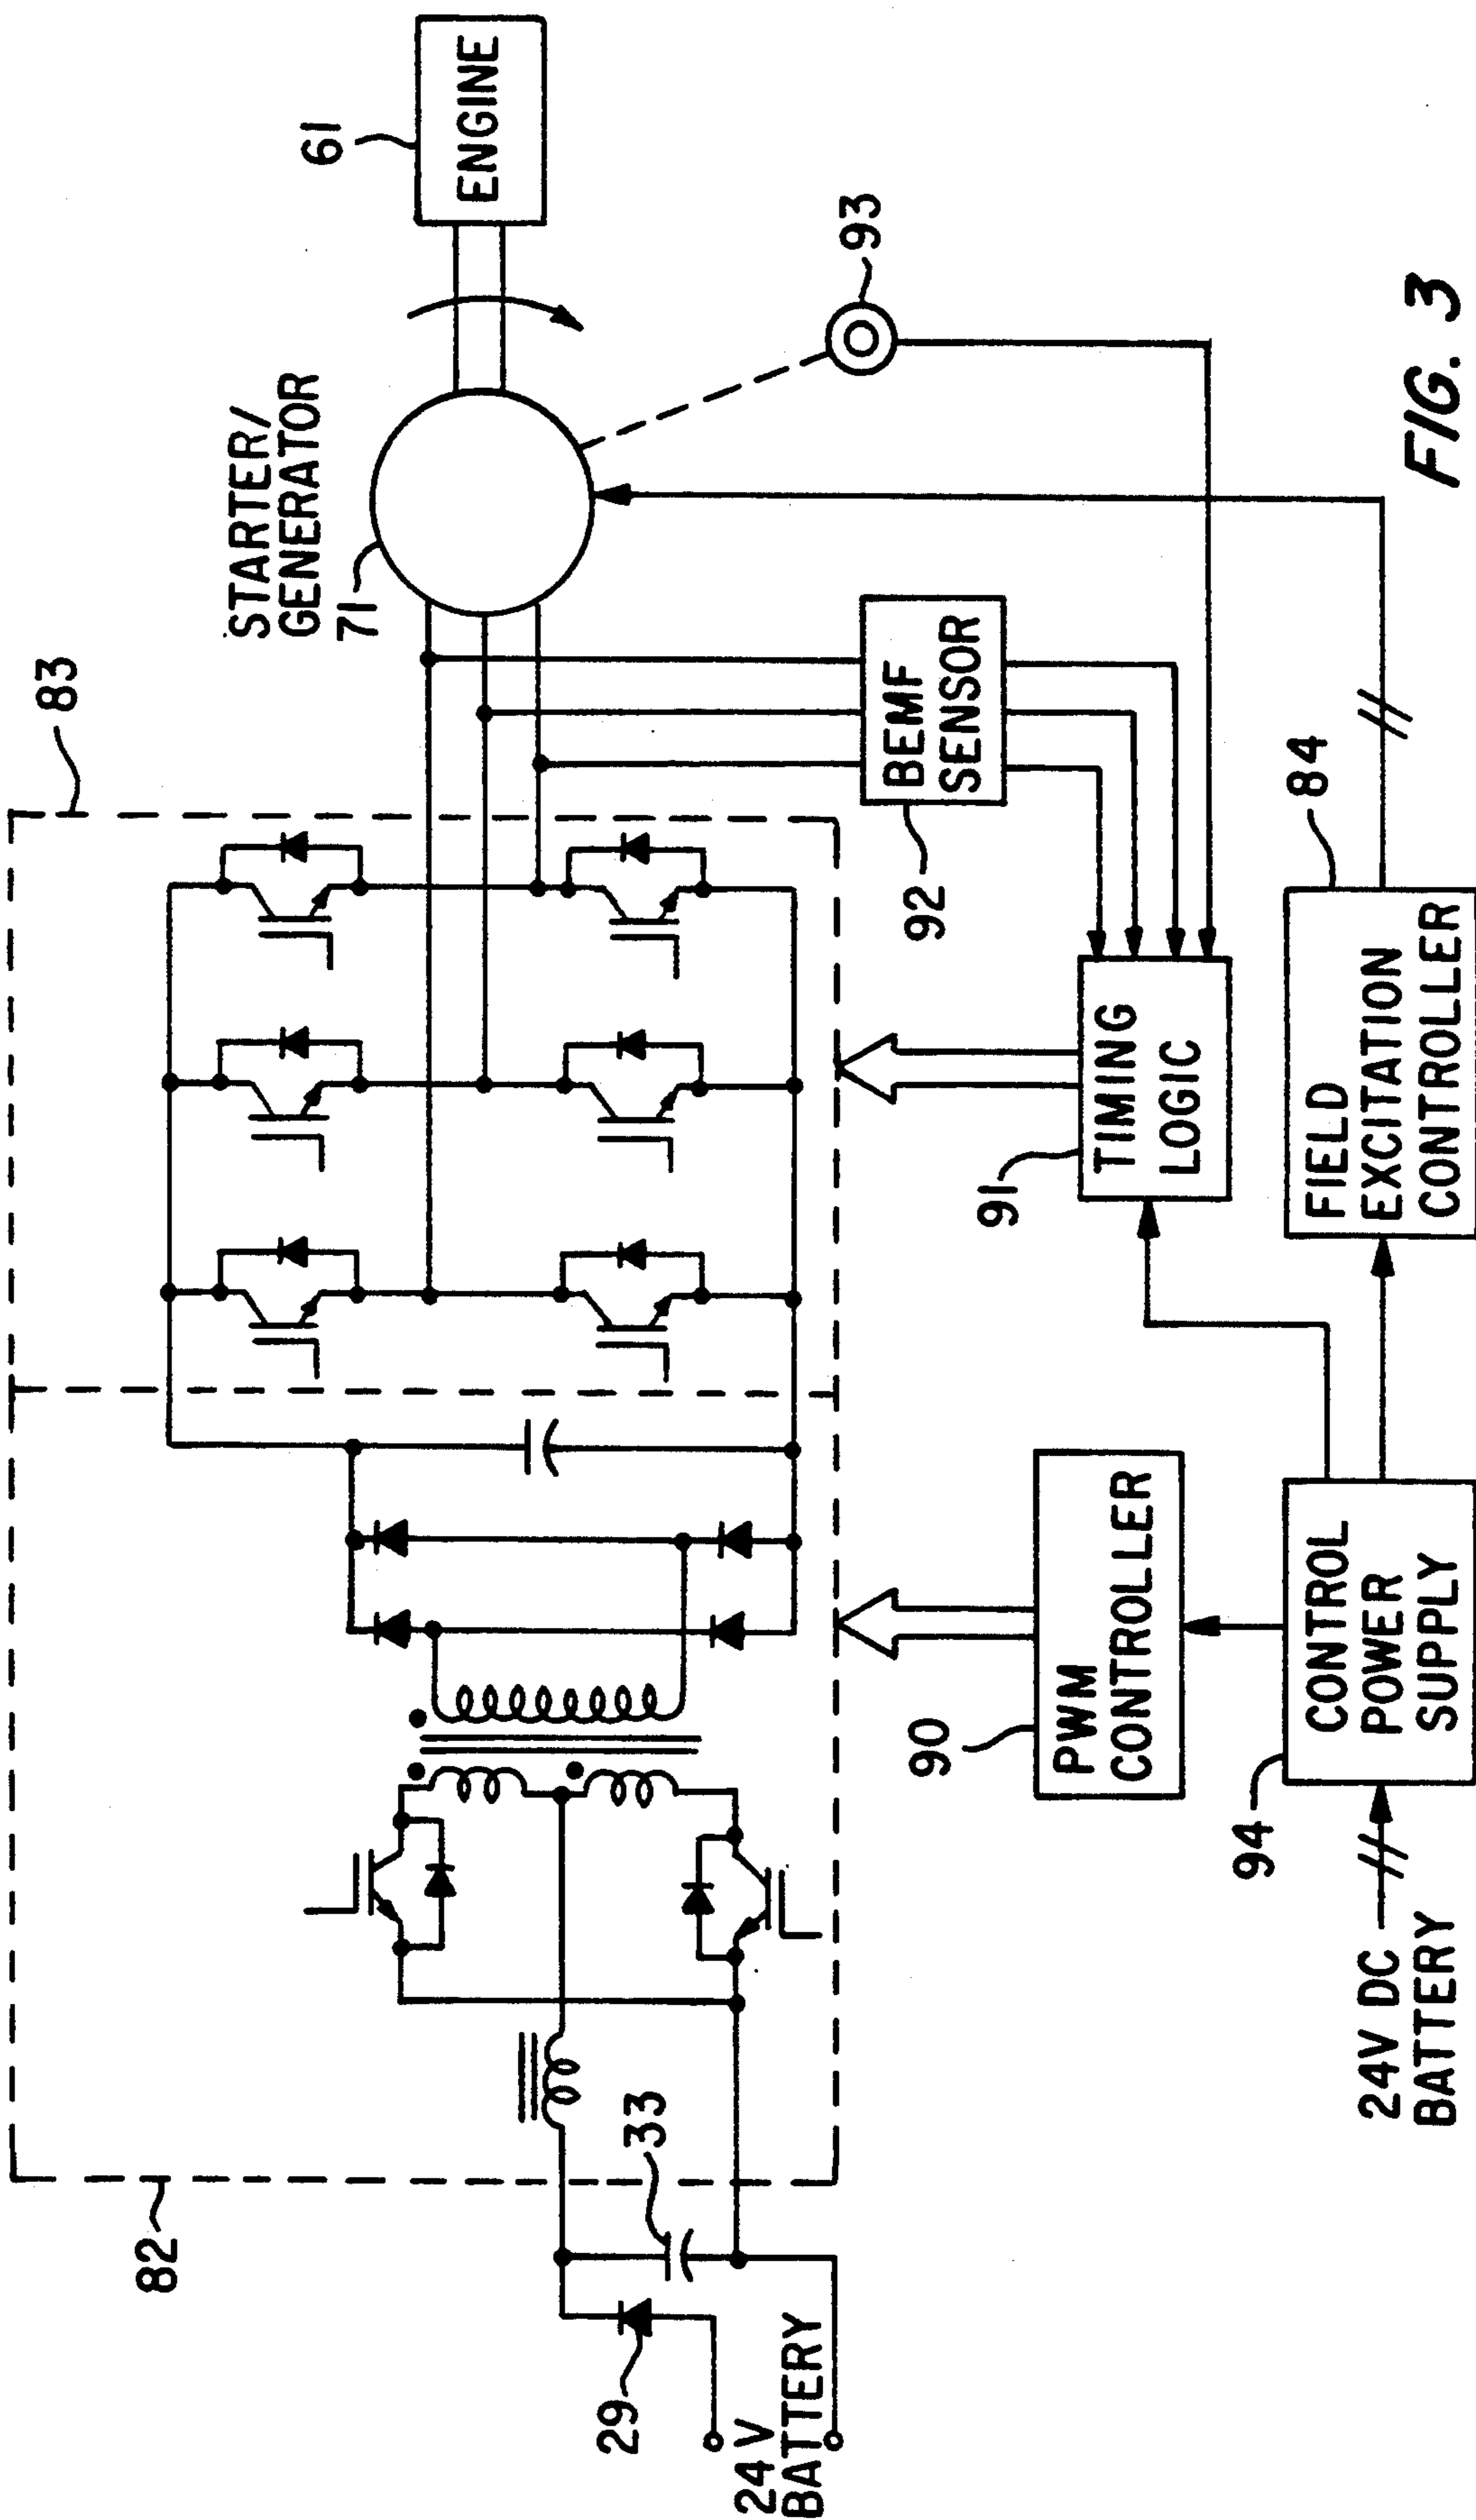 83
STARTER/
GENERATOR
71
61
ENGINE
82
29
33
24 V
BATTERY
93
BEMF
SENSOR
92
90
PWM
CONTROLLER
91
TIMING
LOGIC
84
FIELD
EXCITATION
CONTROLLER
94
CONTROL
POWER
SUPPLY
24V DC
BATTERY
FIG. 3